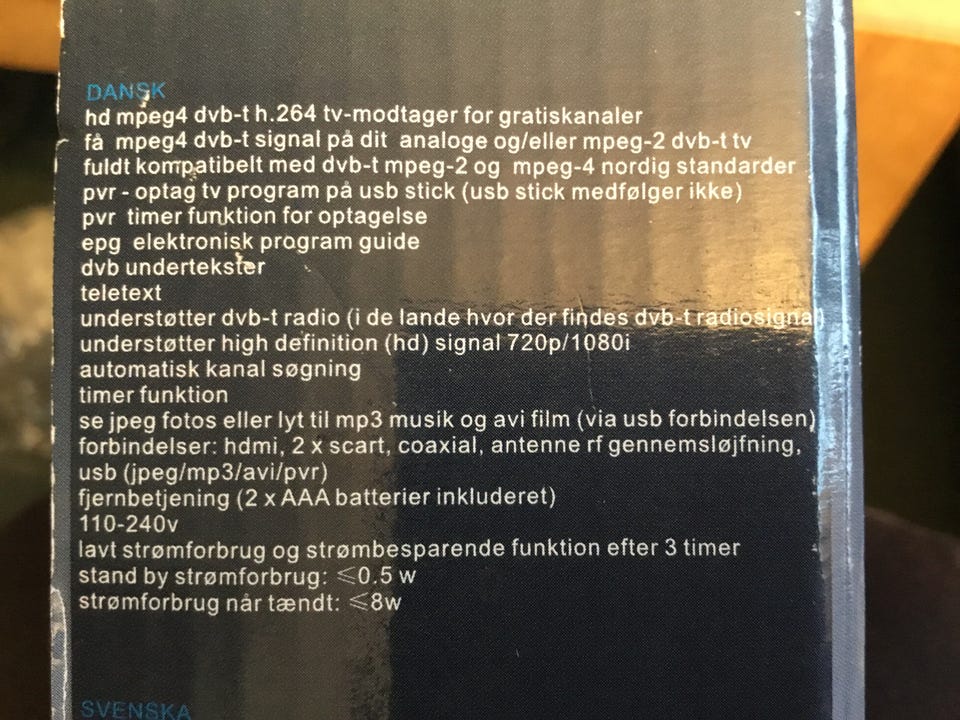 DANSK
hd mpeg4 dvb-t h.264 tv-modtager for gratiskanaler
få mpeg4 dvb-t signal på dit analoge og/eller mpeg-2 dvb-t tv
fuldt kompatibelt med dvb-t mpeg-2 og mpeg-4 nordig standarder
pvr - optag tv program på usb stick (usb stick medfølger ikke)
pvr timer funktion for optagelse
epg elektronisk program guide
dvb undertekster
teletext
understøtter dvb-t radio (i de lande hvor der findes dvb-t radiosignal)
understøtter high definition (hd) signal 720p/1080i
automatisk kanal søgning
timer funktion
se jpeg fotos eller lyt til mp3 musik og avi film (via usb forbindelsen)
forbindelser: hdmi, 2 x scart, coaxial, antenne rf gennemsløjfning,
usb (jpeg/mp3/avi/pvr)
fjernbetjening (2 x AAA batterier inkluderet)
110-240v
lavt strømforbrug og strømbesparende funktion efter 3 timer
stand by strømforbrug: ⩽0.5 w
strømforbrug når tændt: ⩽8w
SVENSKA